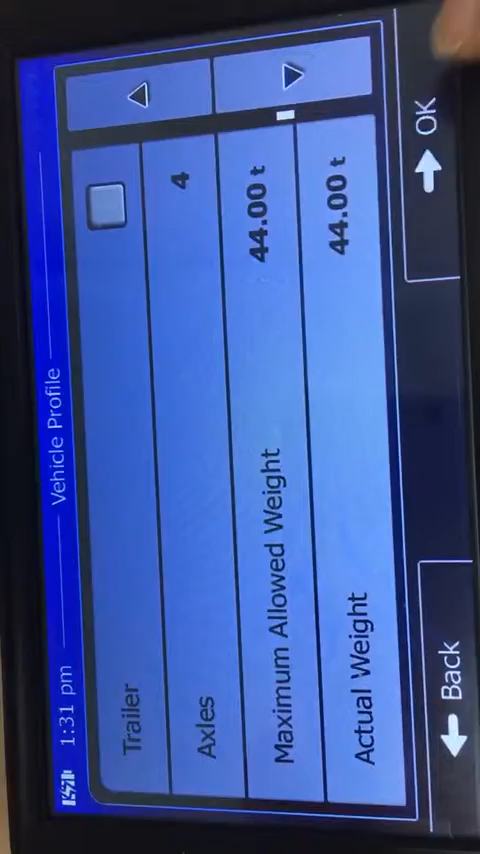 1:31 pm
Vehicle Profile
Trailer
Axles 4
Maximum Allowed Weight 44.00 t
Actual Weight 44.00 t
Back OK